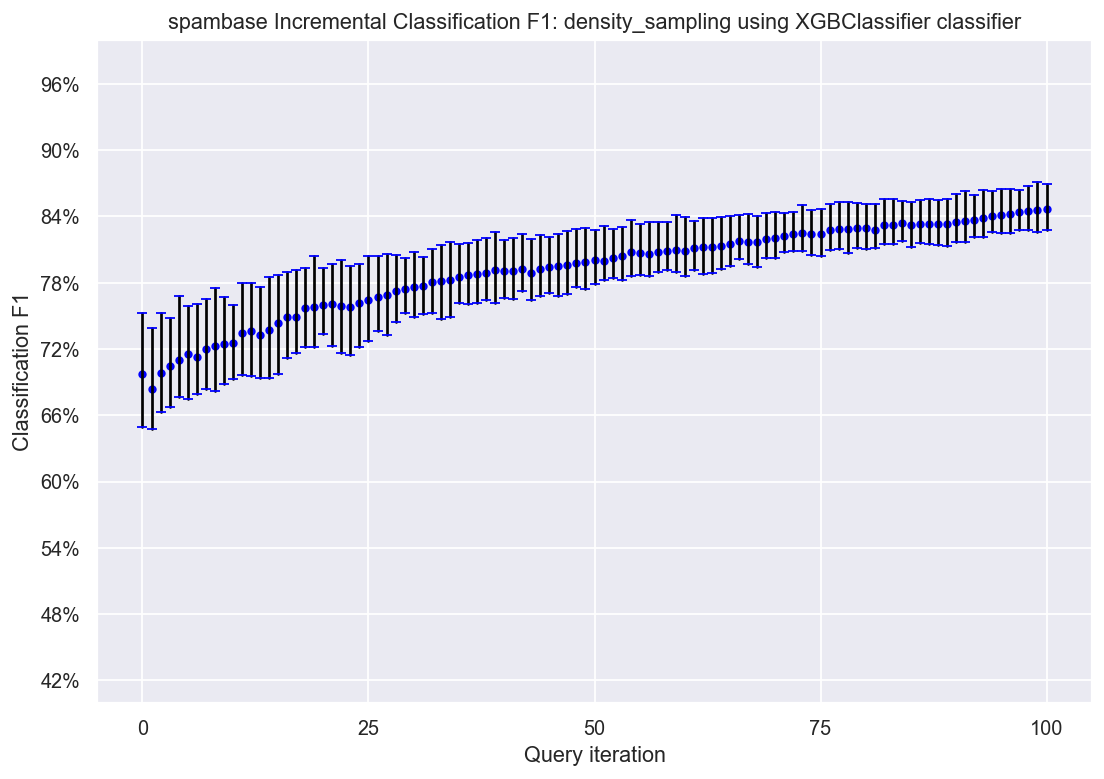 spambase Incremental Classification F1: density_sampling using XGBClassifier classifier
96%
90%
84%
78%
72%
66%
60%
54%
48%
42%
Classification F1
0 25 50 75 100
Query iteration